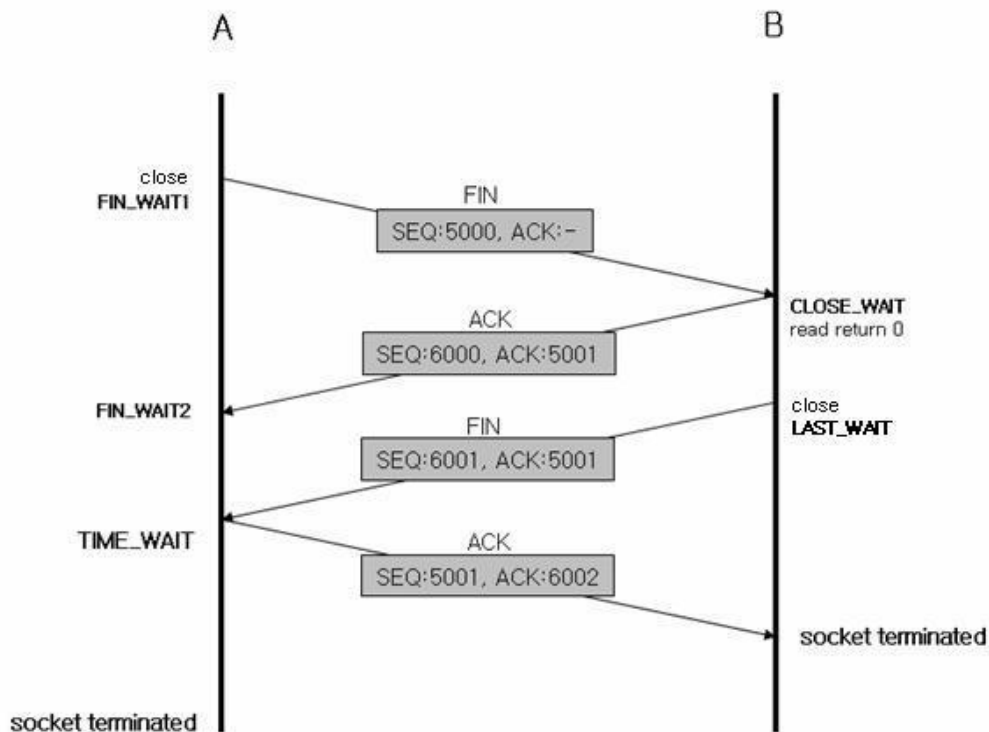 A
B
close
FIN_WAIT1
FIN
SEQ:5000, ACK:-
CLOSE_WAIT
read return 0
ACK
SEQ:6000, ACK:5001
FIN_WAIT2
close
LAST_WAIT
FIN
SEQ:6001, ACK:5001
TIME_WAIT
ACK
SEQ:5001, ACK:6002
socket terminated
socket terminated